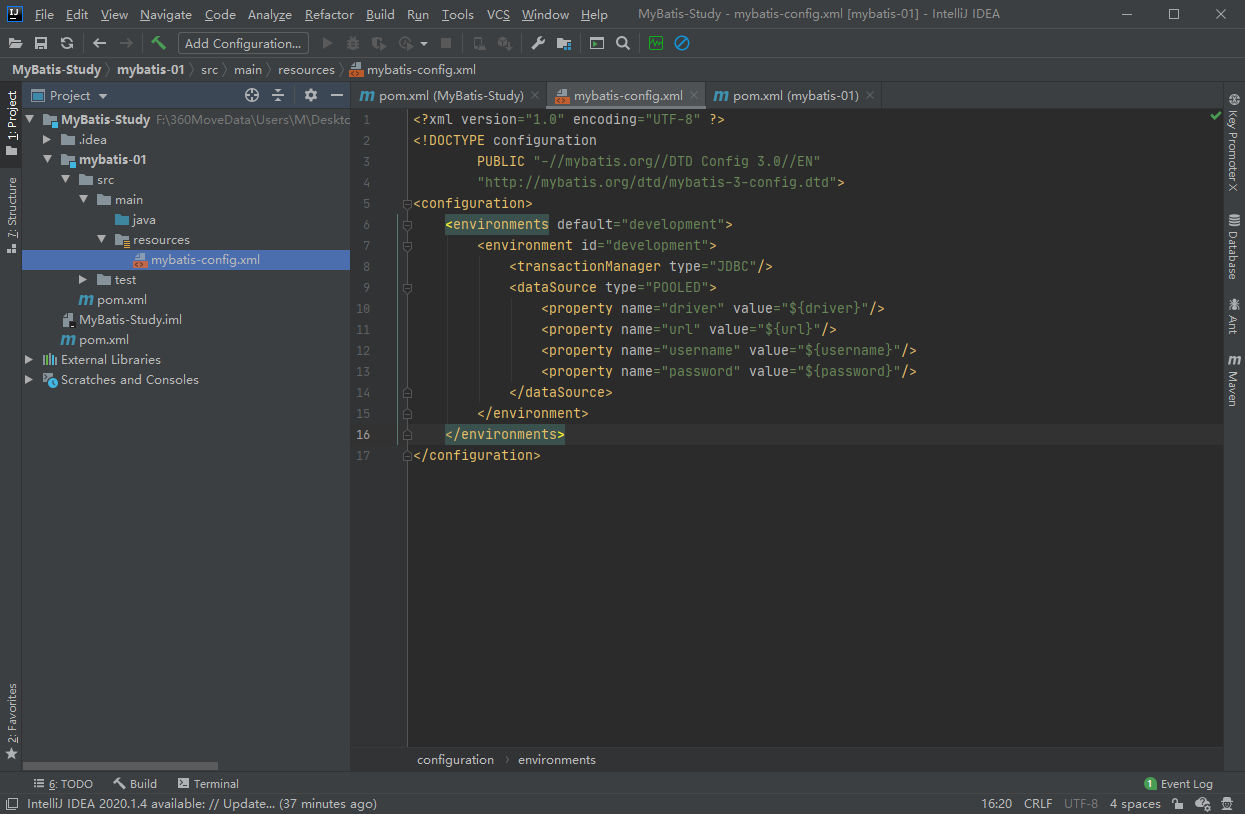 File Edit View Navigate Code Analyze Refactor Build Run Tools VCS Window Help MyBatis-Study - mybatis-config.xml [mybatis-01] - IntelliJ IDEA
Add Configuration...
MyBatis-Study mybatis-01 src main resources mybatis-config.xml
1: Project
7: Structure
2: Favorites
Project
MyBatis-Study F:\360MoveData\Users\M\Deskto
.idea
mybatis-01
src
main
java
resources
mybatis-config.xml
test
pom.xml
MyBatis-Study.iml
pom.xml
External Libraries
Scratches and Consoles
pom.xml (MyBatis-Study) mybatis-config.xml pom.xml (mybatis-01)
1 <?xml version="1.0" encoding="UTF-8" ?>
2 <!DOCTYPE configuration
3 PUBLIC "-//mybatis.org//DTD Config 3.0//EN"
4 "http://mybatis.org/dtd/mybatis-3-config.dtd">
5 <configuration>
6 <environments default="development">
7 <environment id="development">
8 <transactionManager type="JDBC"/>
9 <dataSource type="POOLED">
10 <property name="driver" value="${driver}"/>
11 <property name="url" value="${url}"/>
12 <property name="username" value="${username}"/>
13 <property name="password" value="${password}"/>
14 </dataSource>
15 </environment>
16 </environments>
17 </configuration>
configuration environments
Key Promoter X
Database
Ant
Maven
6: TODO Build Terminal 1 Event Log
IntelliJ IDEA 2020.1.4 available: // Update... (37 minutes ago) 16:20 CRLF UTF-8 4 spaces